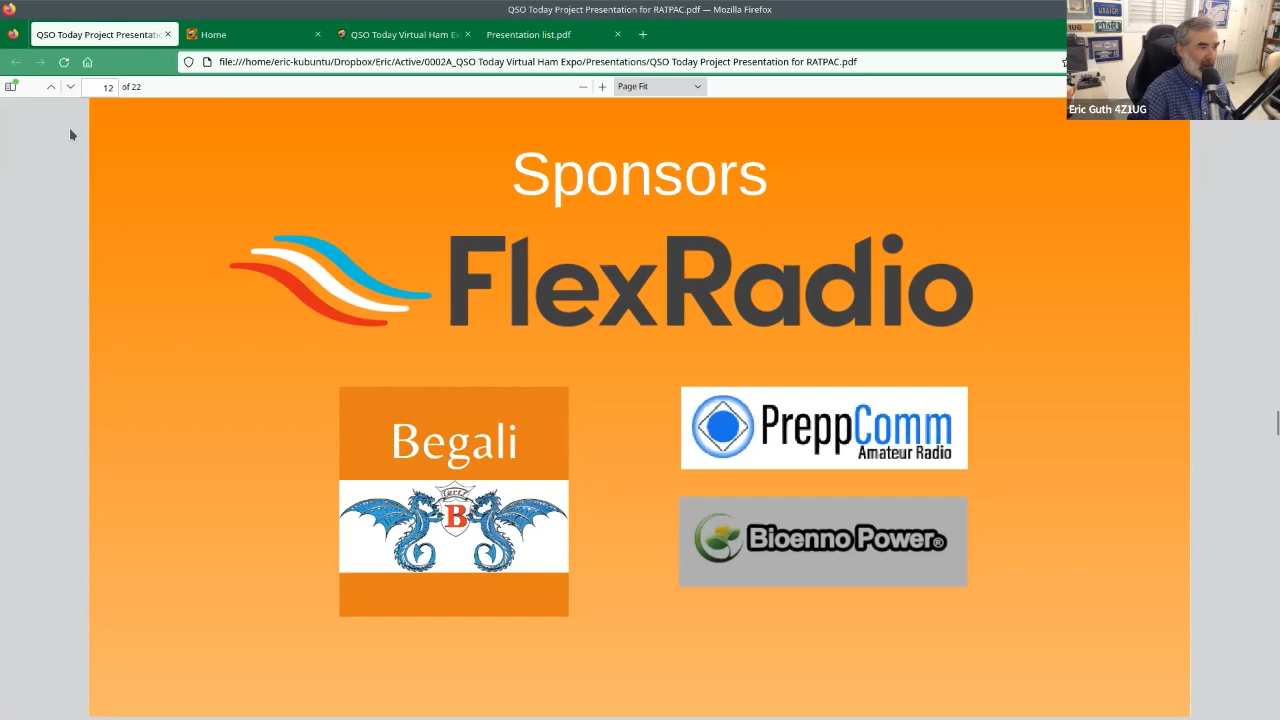 QSO Today Project Presentation for RATPAC.pdf — Mozilla Firefox
QSO Today Project Presentatio
Home
QSO Today Virtual Ham Ex
Presentation list.pdf
file:///home/eric-kubuntu/Dropbox/Eric/Active/0002A_QSO Today Virtual Ham Expo/Presentations/QSO Today Project Presentation for RATPAC.pdf
12 of 22
Page Fit
Eric Guth 4Z1UG
Sponsors
FlexRadio
Begali
B
PreppComm
Amateur Radio
Bioenno Power®